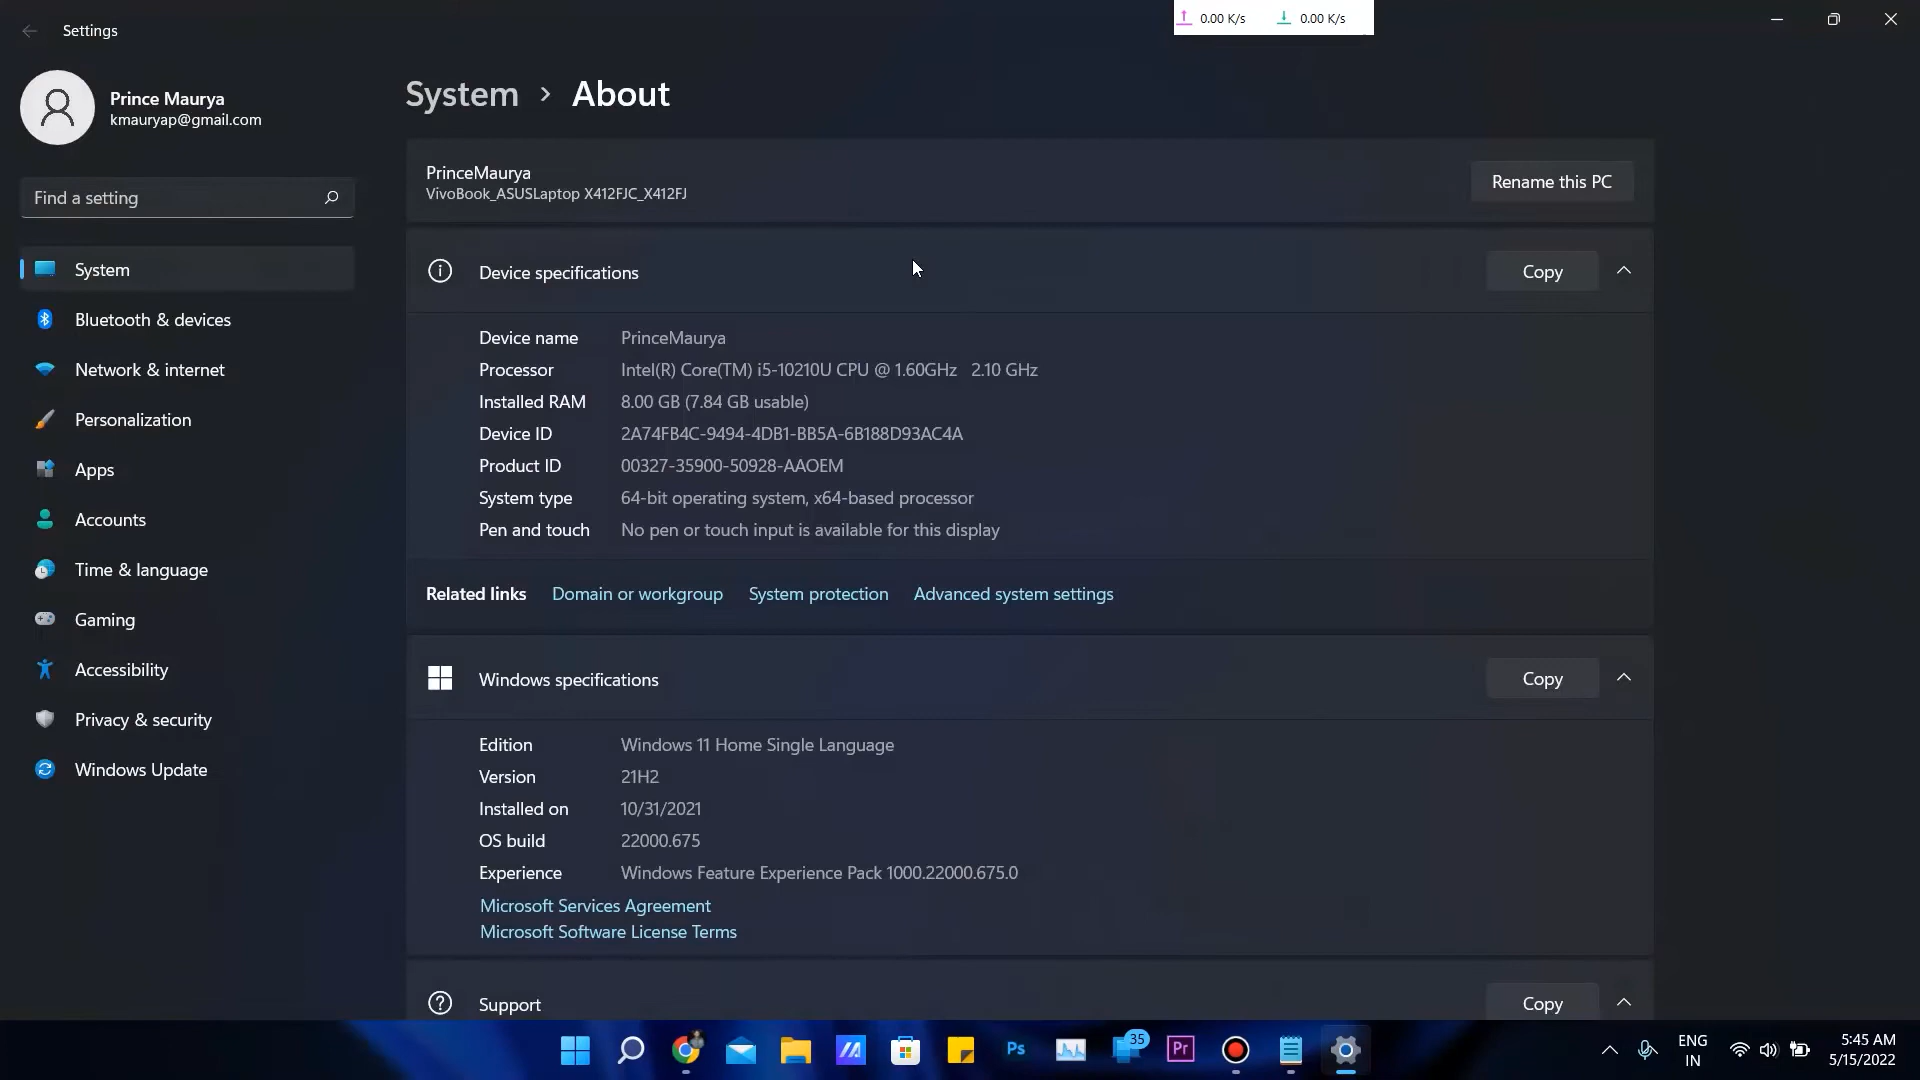 0.00 K/s 0.00 K/s
Settings
Prince Maurya
kmauryap@gmail.com
Find a setting
System
Bluetooth & devices
Network & internet
Personalization
Apps
Accounts
Time & language
Gaming
Accessibility
Privacy & security
Windows Update
System > About
PrinceMaurya
VivoBook_ASUSLaptop X412FJC_X412FJ
Rename this PC
Device specifications
Copy
Device name PrinceMaurya
Processor Intel(R) Core(TM) i5-10210U CPU @ 1.60GHz 2.10 GHz
Installed RAM 8.00 GB (7.84 GB usable)
Device ID 2A74FB4C-9494-4DB1-BB5A-6B188D93AC4A
Product ID 00327-35900-50928-AAOEM
System type 64-bit operating system, x64-based processor
Pen and touch No pen or touch input is available for this display
Related links Domain or workgroup System protection Advanced system settings
Windows specifications
Copy
Edition Windows 11 Home Single Language
Version 21H2
Installed on 10/31/2021
OS build 22000.675
Experience Windows Feature Experience Pack 1000.22000.675.0
Microsoft Services Agreement
Microsoft Software License Terms
Support
Copy
Ps
35
Pr
ENG
IN
5:45 AM
5/15/2022